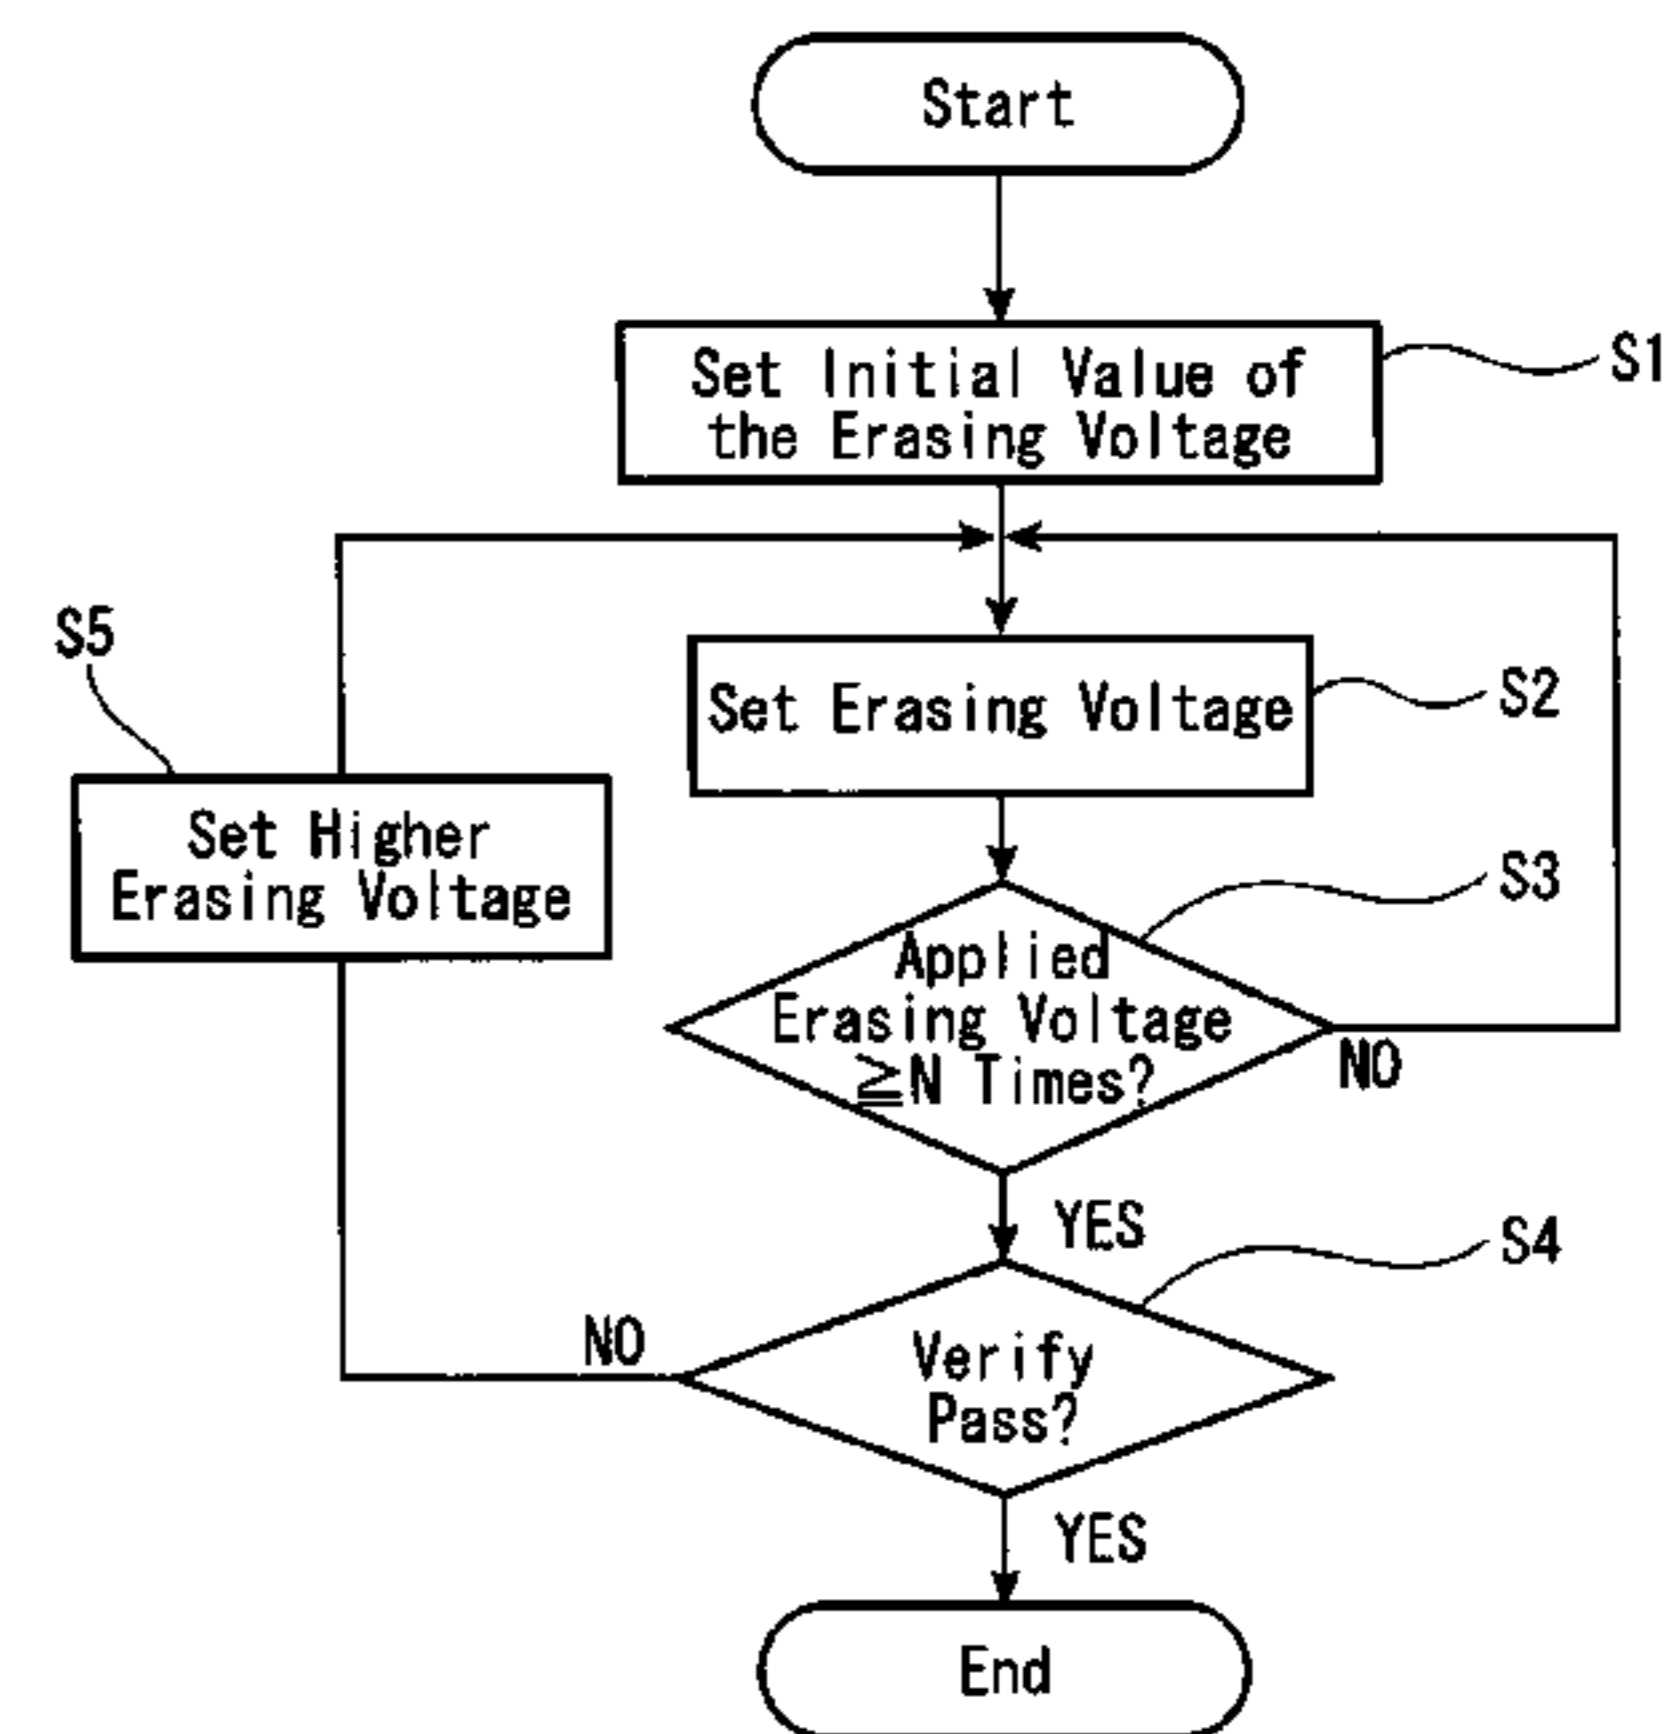 Start
Set Initial Value of
the Erasing Voltage
S1
S5
Set Erasing Voltage
S2
Set Higher
Erasing Voltage
S3
Applied
Erasing Voltage
≧N Times?
NO
YES
S4
NO
Verify
Pass?
YES
End